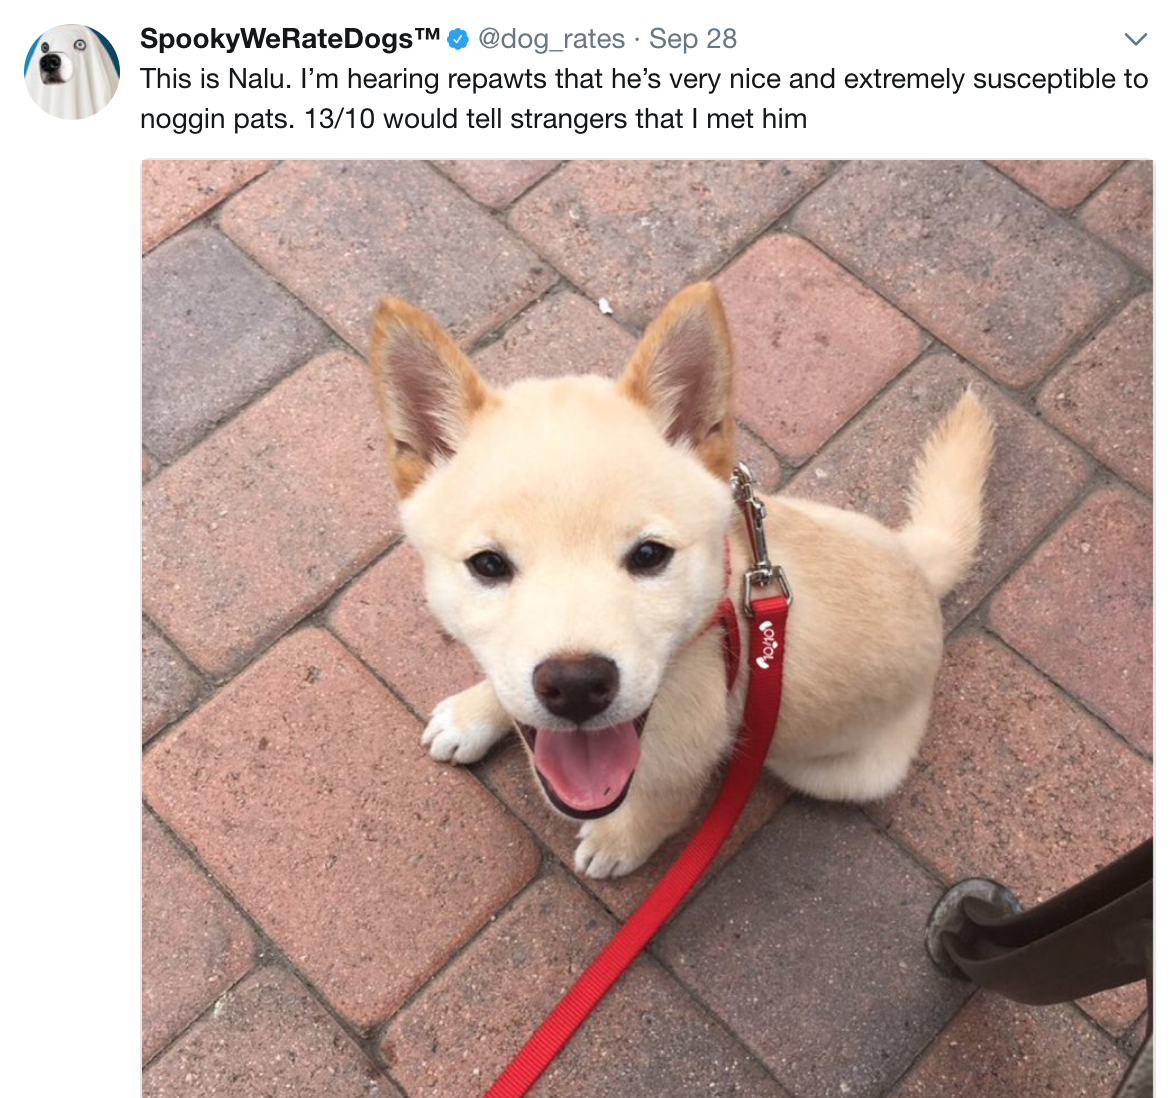 SpookyWeRateDogs™ @dog_rates · Sep 28
This is Nalu. I’m hearing repawts that he’s very nice and extremely susceptible to
noggin pats. 13/10 would tell strangers that I met him